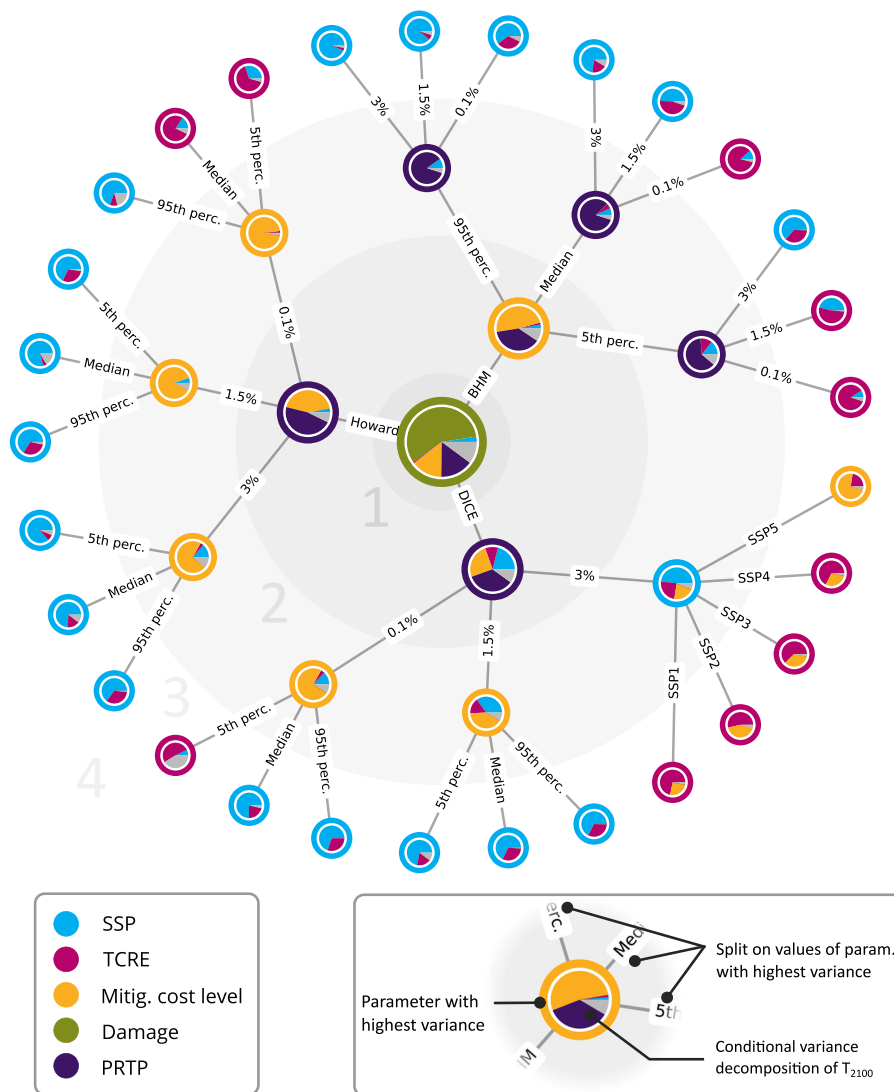 3%
1.5%
0.1%
3%
1.5%
0.1%
5th perc.
Median
95th perc.
95th perc.
Median
3%
1.5%
0.1%
5th perc.
5th perc.
Median
95th perc.
0.1%
1.5%
Howard
BHM
3%
1
DICE
5th perc.
Median
95th perc.
2
3
4
0.1%
1.5%
3%
SSP5
SSP4
SSP3
SSP2
SSP1
5th perc.
Median
95th perc.
5th perc.
Median
95th perc.
SSP
TCRE
Mitig. cost level
Damage
PRTP
erc.
Medi
5th
IM
Parameter with
highest variance
Split on values of param.
with highest variance
Conditional variance
decomposition of T2100